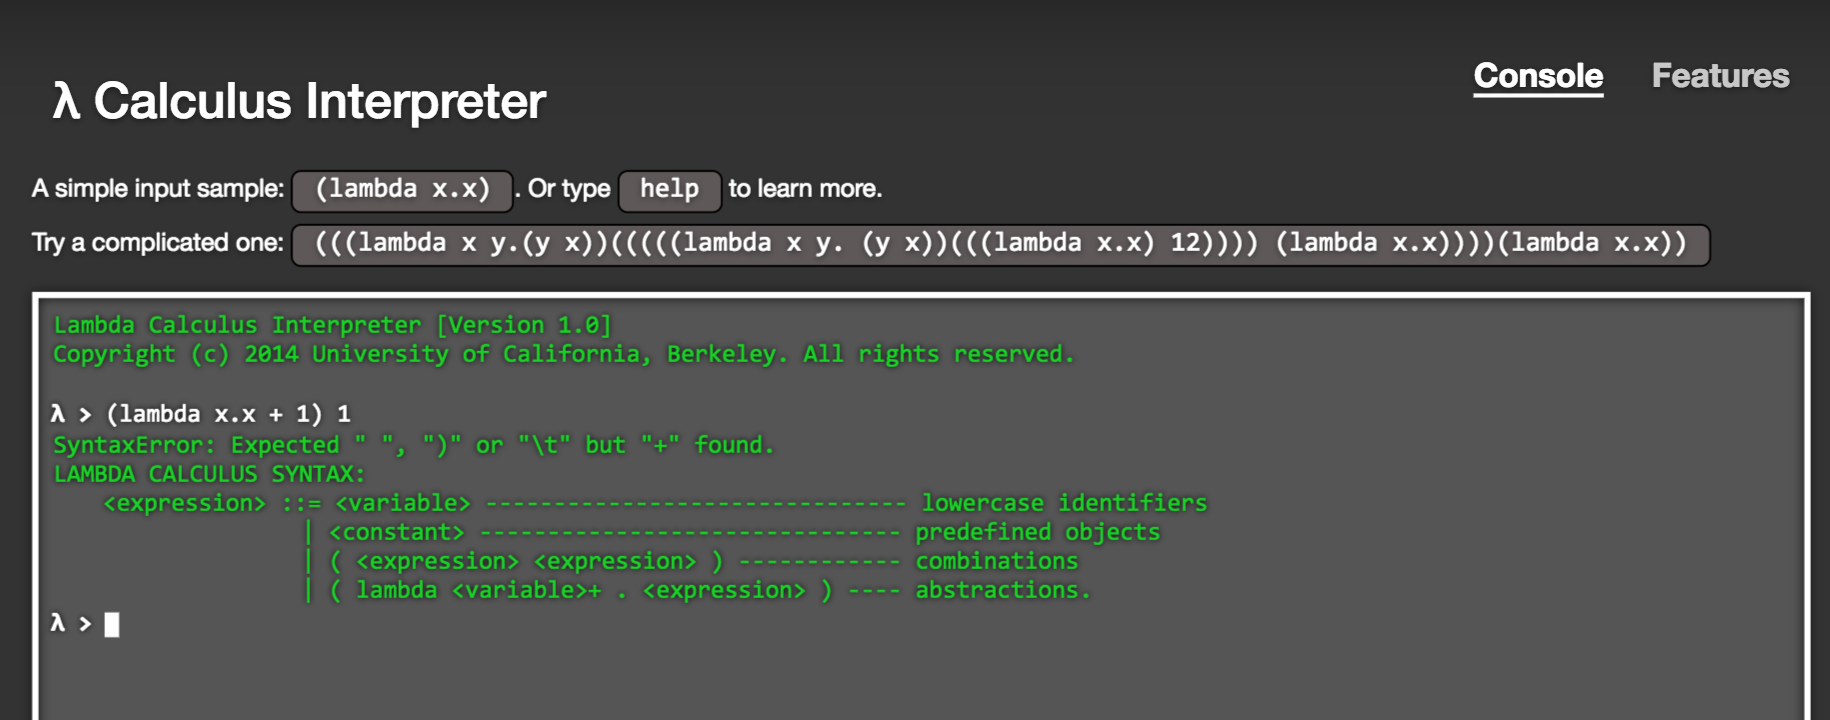 Console Features
λ Calculus Interpreter
A simple input sample: (lambda x.x) . Or type help to learn more.
Try a complicated one: (((lambda x y.(y x))(((((lambda x y. (y x))(((lambda x.x) 12)))) (lambda x.x))))(lambda x.x))
Lambda Calculus Interpreter [Version 1.0]
Copyright (c) 2014 University of California, Berkeley. All rights reserved.
λ > (lambda x.x + 1) 1
SyntaxError: Expected " ", ")" or "\t" but "+" found.
LAMBDA CALCULUS SYNTAX:
<expression> ::= <variable> ------------------------------- lowercase identifiers
| <constant> ------------------------------- predefined objects
| ( <expression> <expression> ) ------------ combinations
| ( lambda <variable>+ . <expression> ) ---- abstractions.
λ >